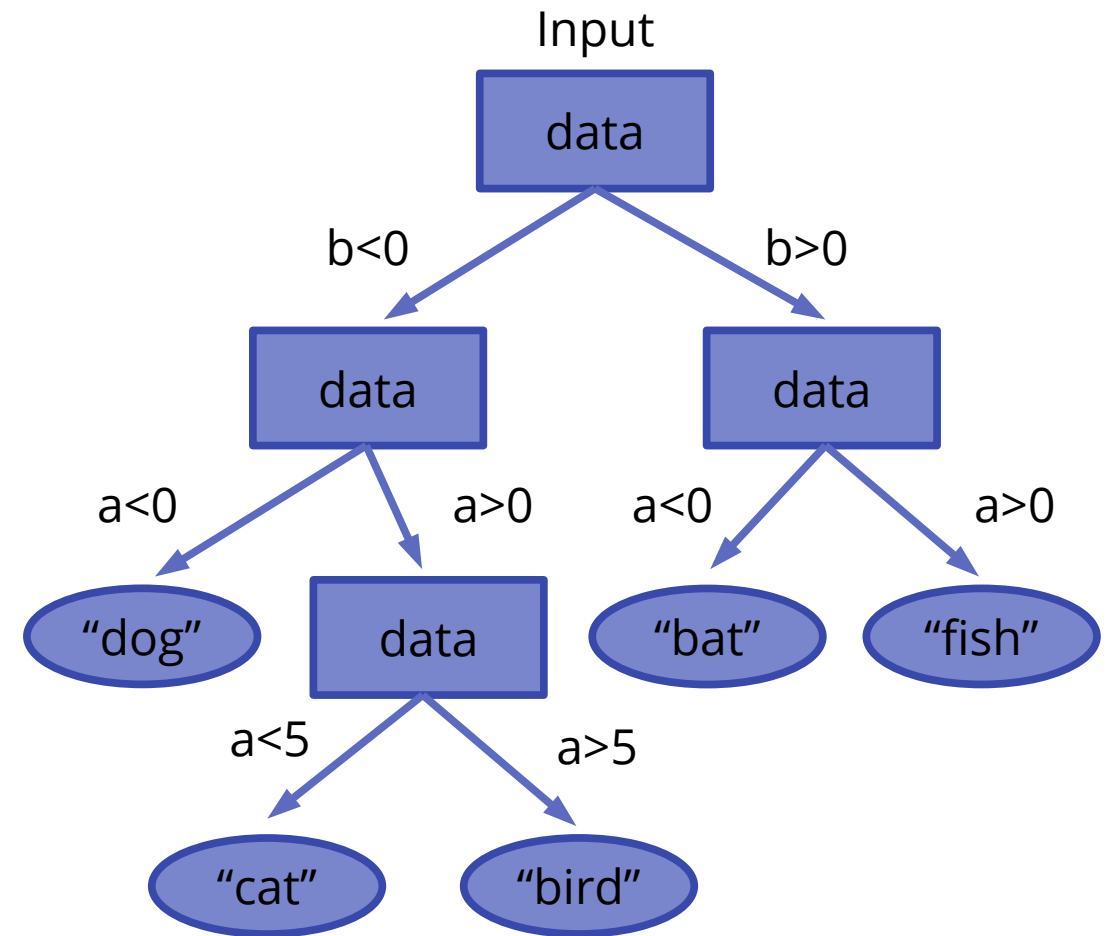 Input
data
b<0
b>0
data
data
a<0
a>0
a<0
a>0
“dog”
data
“bat”
“fish”
a<5
a>5
“cat”
“bird”